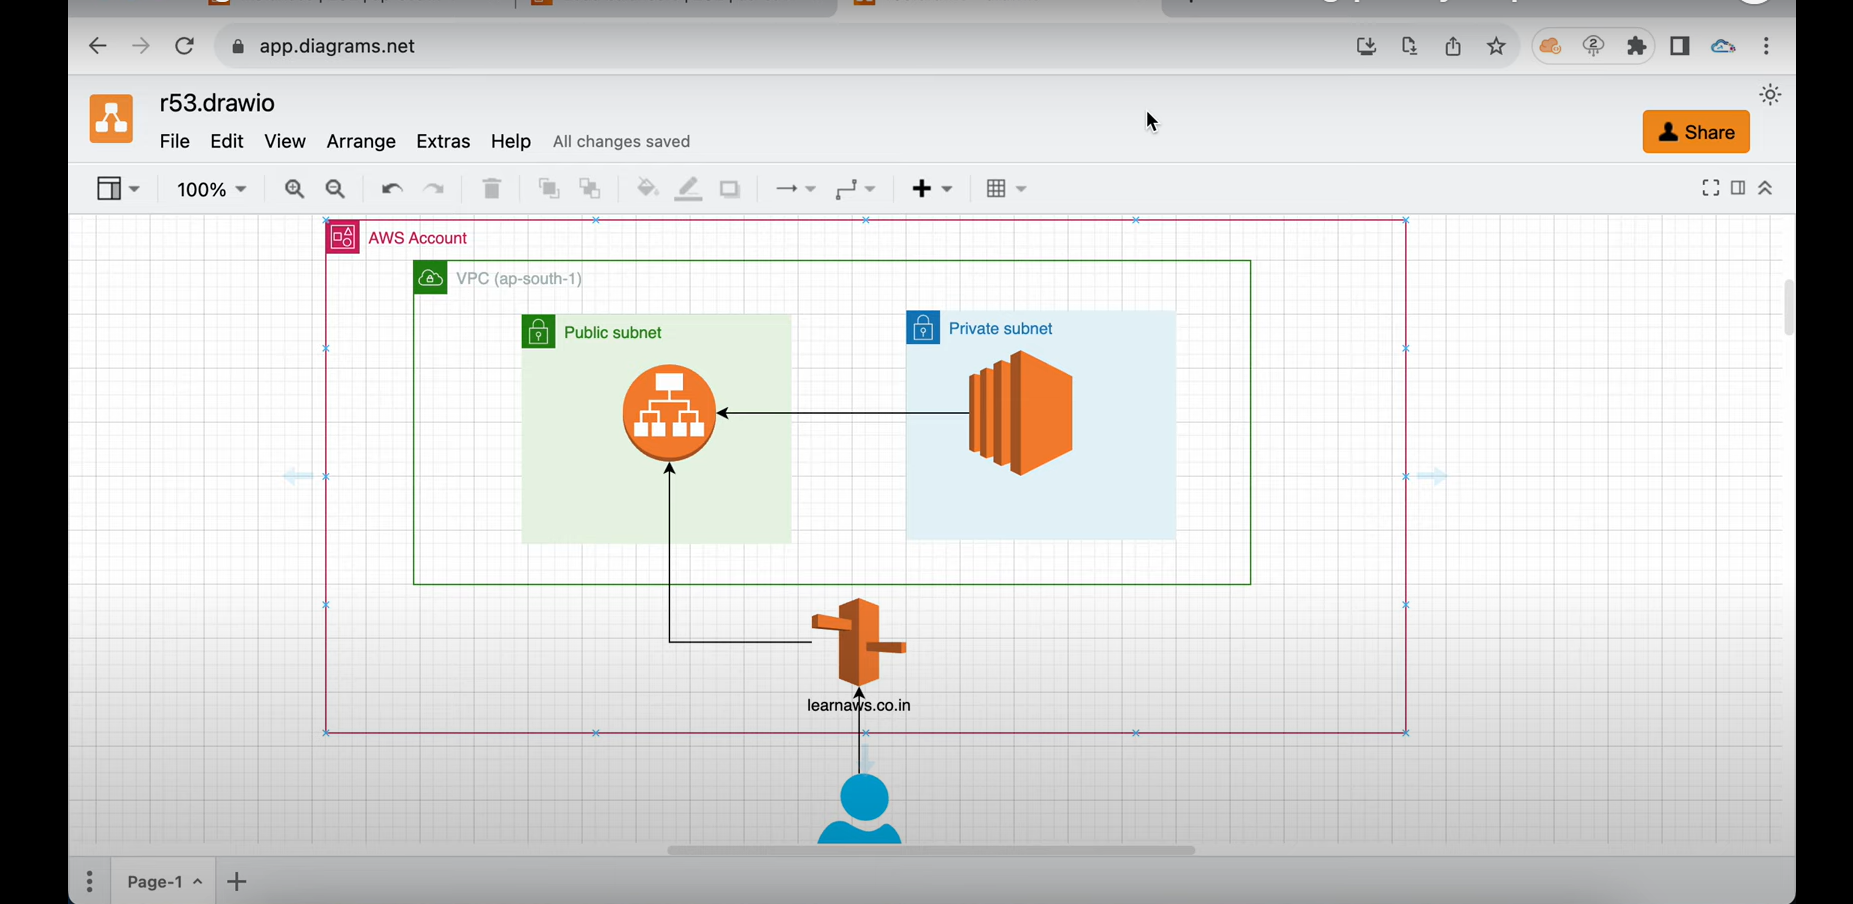 app.diagrams.net
2
r53.drawio
File Edit View Arrange Extras Help All changes saved
Share
100%
AWS Account
VPC (ap-south-1)
Public subnet
Private subnet
learnaws.co.in
Page-1